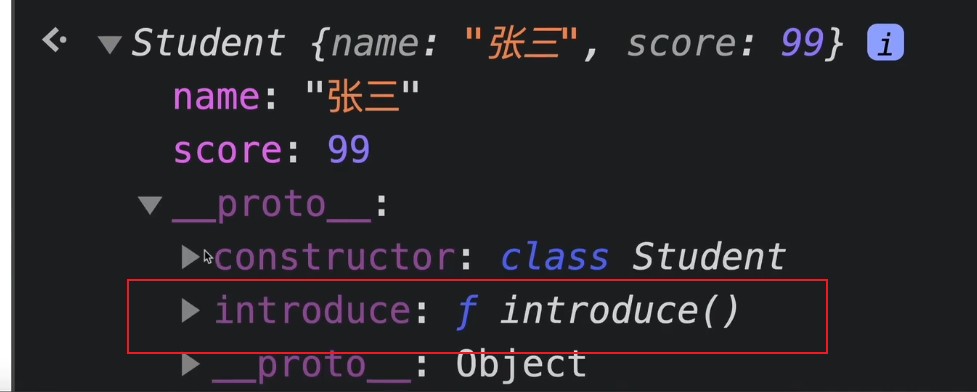 Student {name: "张三", score: 99} i
name: "张三"
score: 99
__proto__:
constructor: class Student
introduce: ƒ introduce()
__proto__: Object